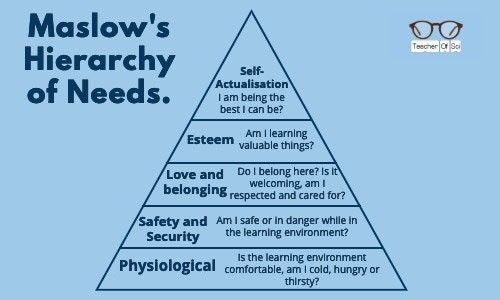 Maslow's
Hierarchy
of Needs.
Teacher Of Sci
Self-
Actualisation
I am being the
best I can be?
Esteem
Am I learning
valuable things?
Love and
belonging
Do I belong here? Is it
welcoming, am I
respected and cared for?
Safety and
Security
Am I safe or in danger while in
the learning environment?
Physiological
Is the learning environment
comfortable, am I cold, hungry or
thirsty?